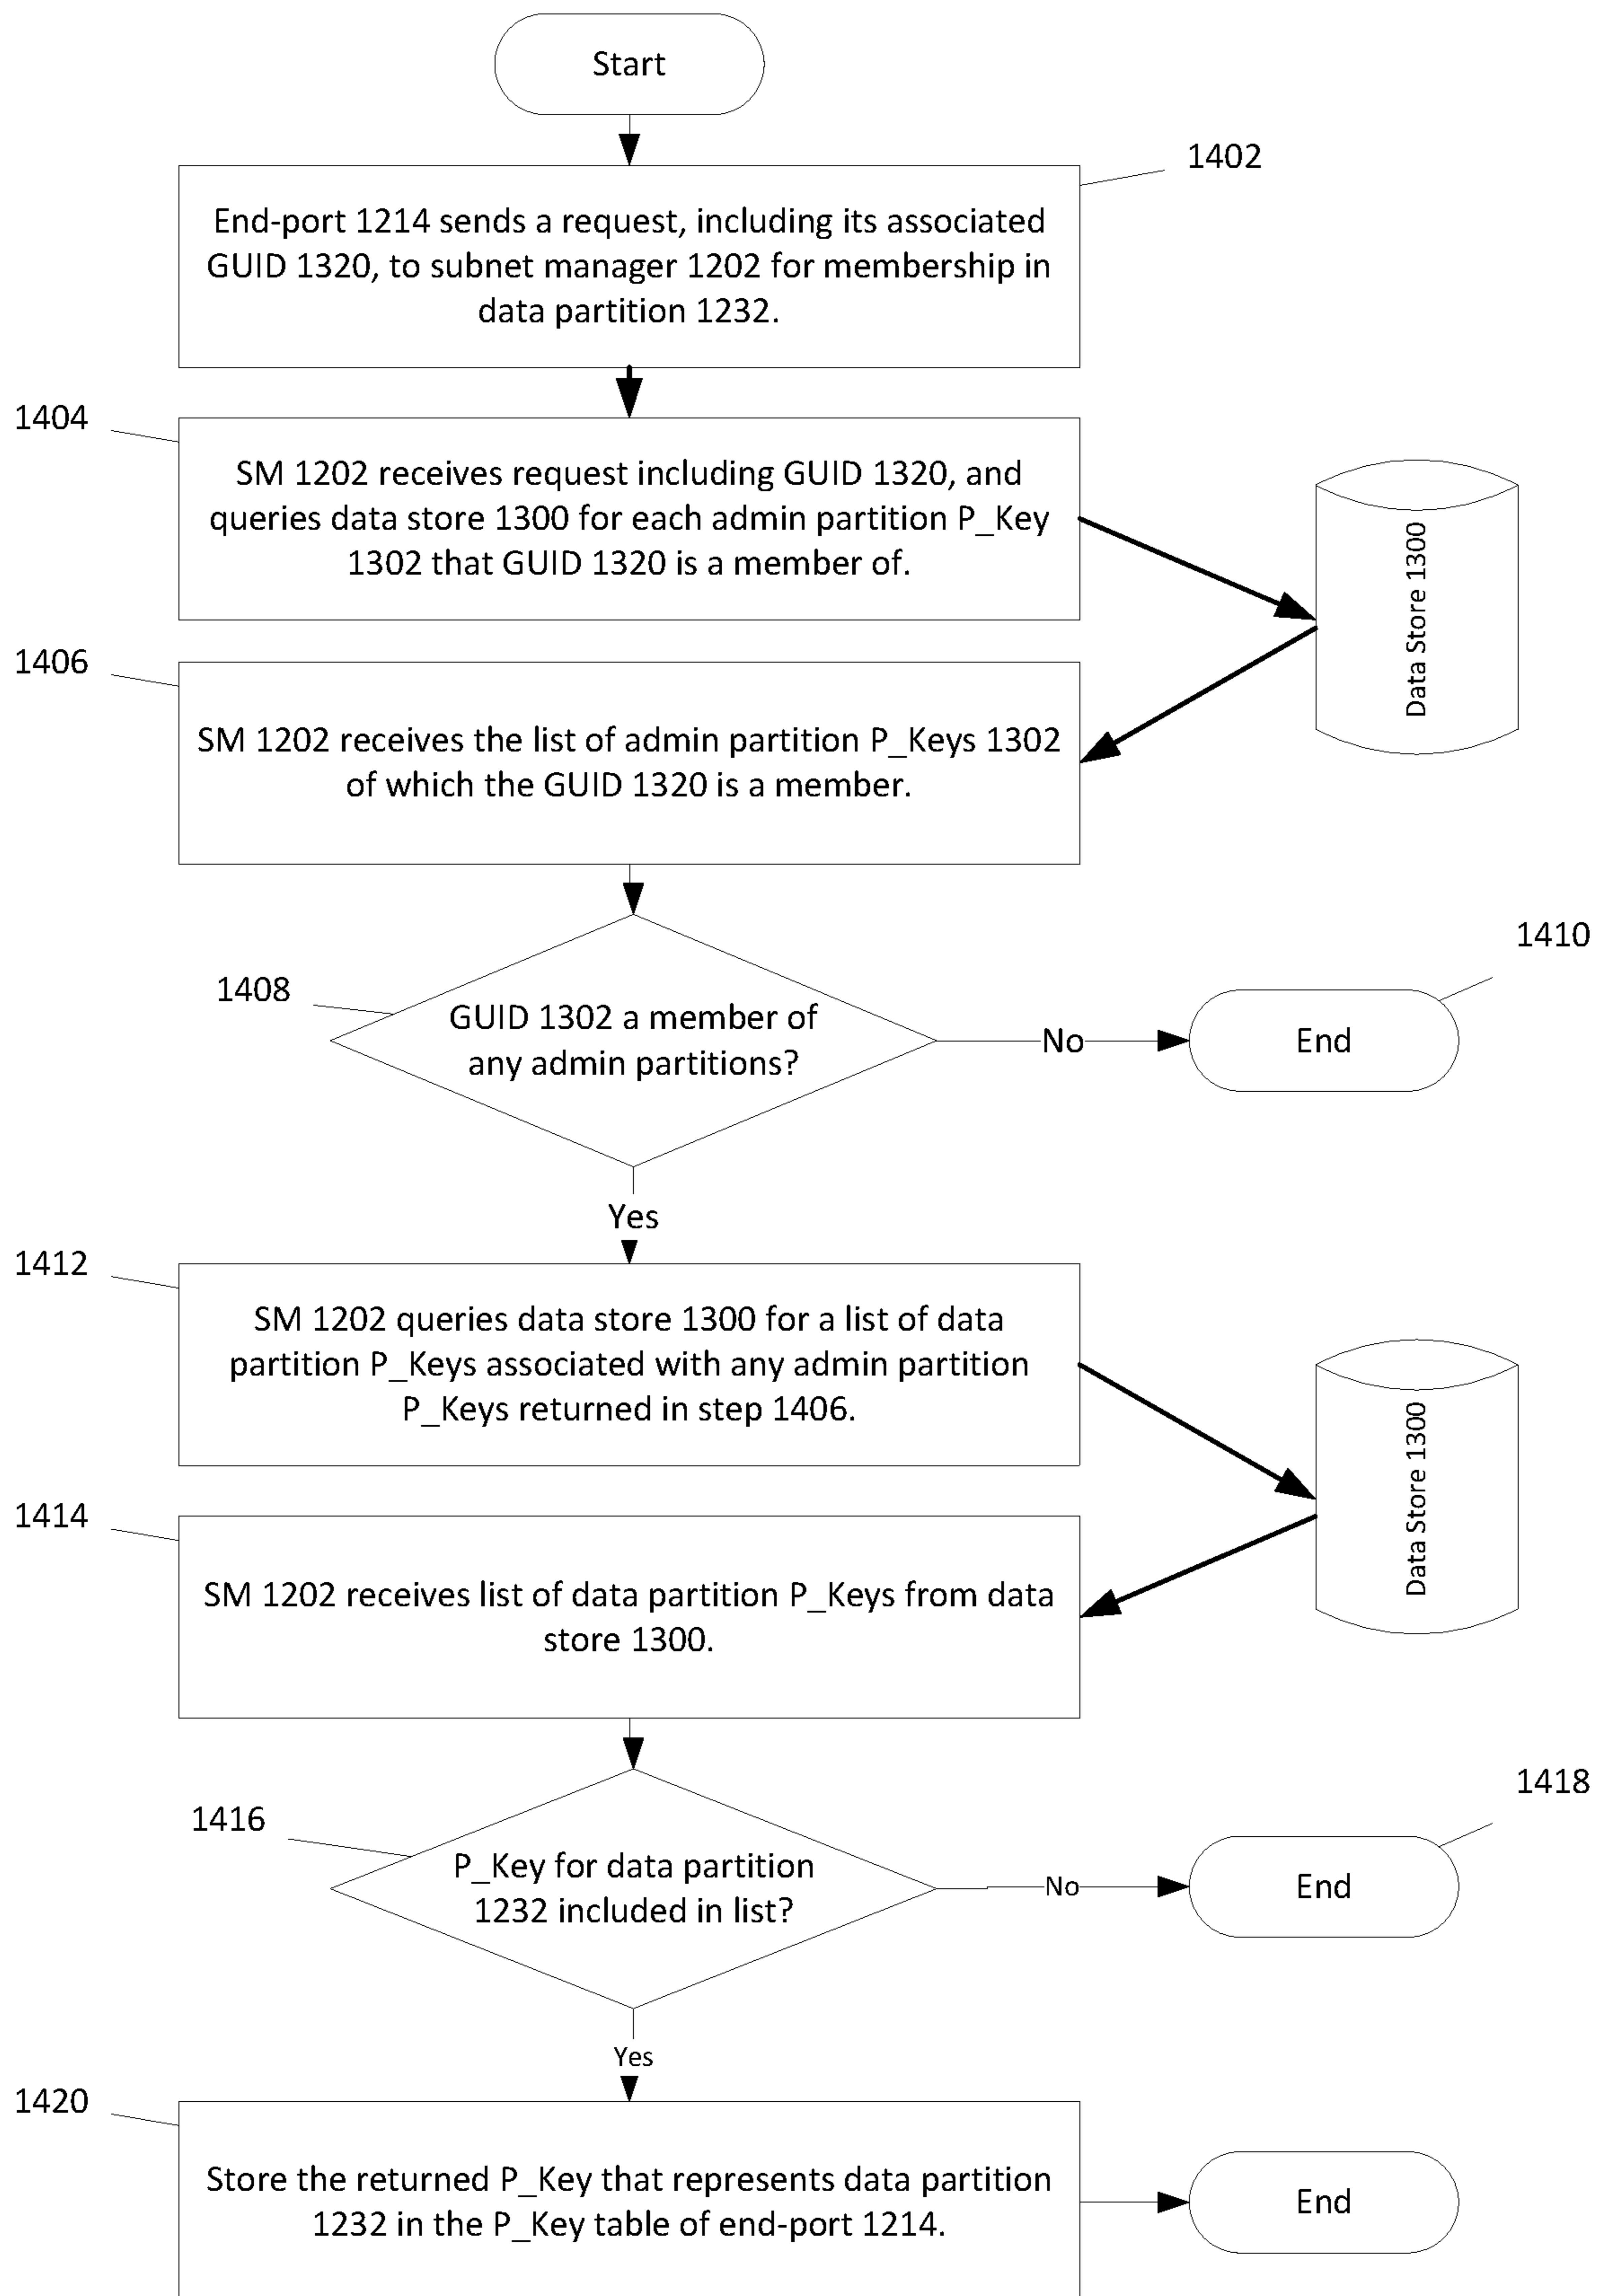 Start
1402
End-port 1214 sends a request, including its associated
GUID 1320, to subnet manager 1202 for membership in
data partition 1232.
1404
SM 1202 receives request including GUID 1320, and
queries data store 1300 for each admin partition P_Key
1302 that GUID 1320 is a member of.
Data Store 1300
1406
SM 1202 receives the list of admin partition P_Keys 1302
of which the GUID 1320 is a member.
1408
GUID 1302 a member of
any admin partitions?
No
1410
End
Yes
1412
SM 1202 queries data store 1300 for a list of data
partition P_Keys associated with any admin partition
P_Keys returned in step 1406.
Data Store 1300
1414
SM 1202 receives list of data partition P_Keys from data
store 1300.
1416
P_Key for data partition
1232 included in list?
No
1418
End
Yes
1420
Store the returned P_Key that represents data partition
1232 in the P_Key table of end-port 1214.
End